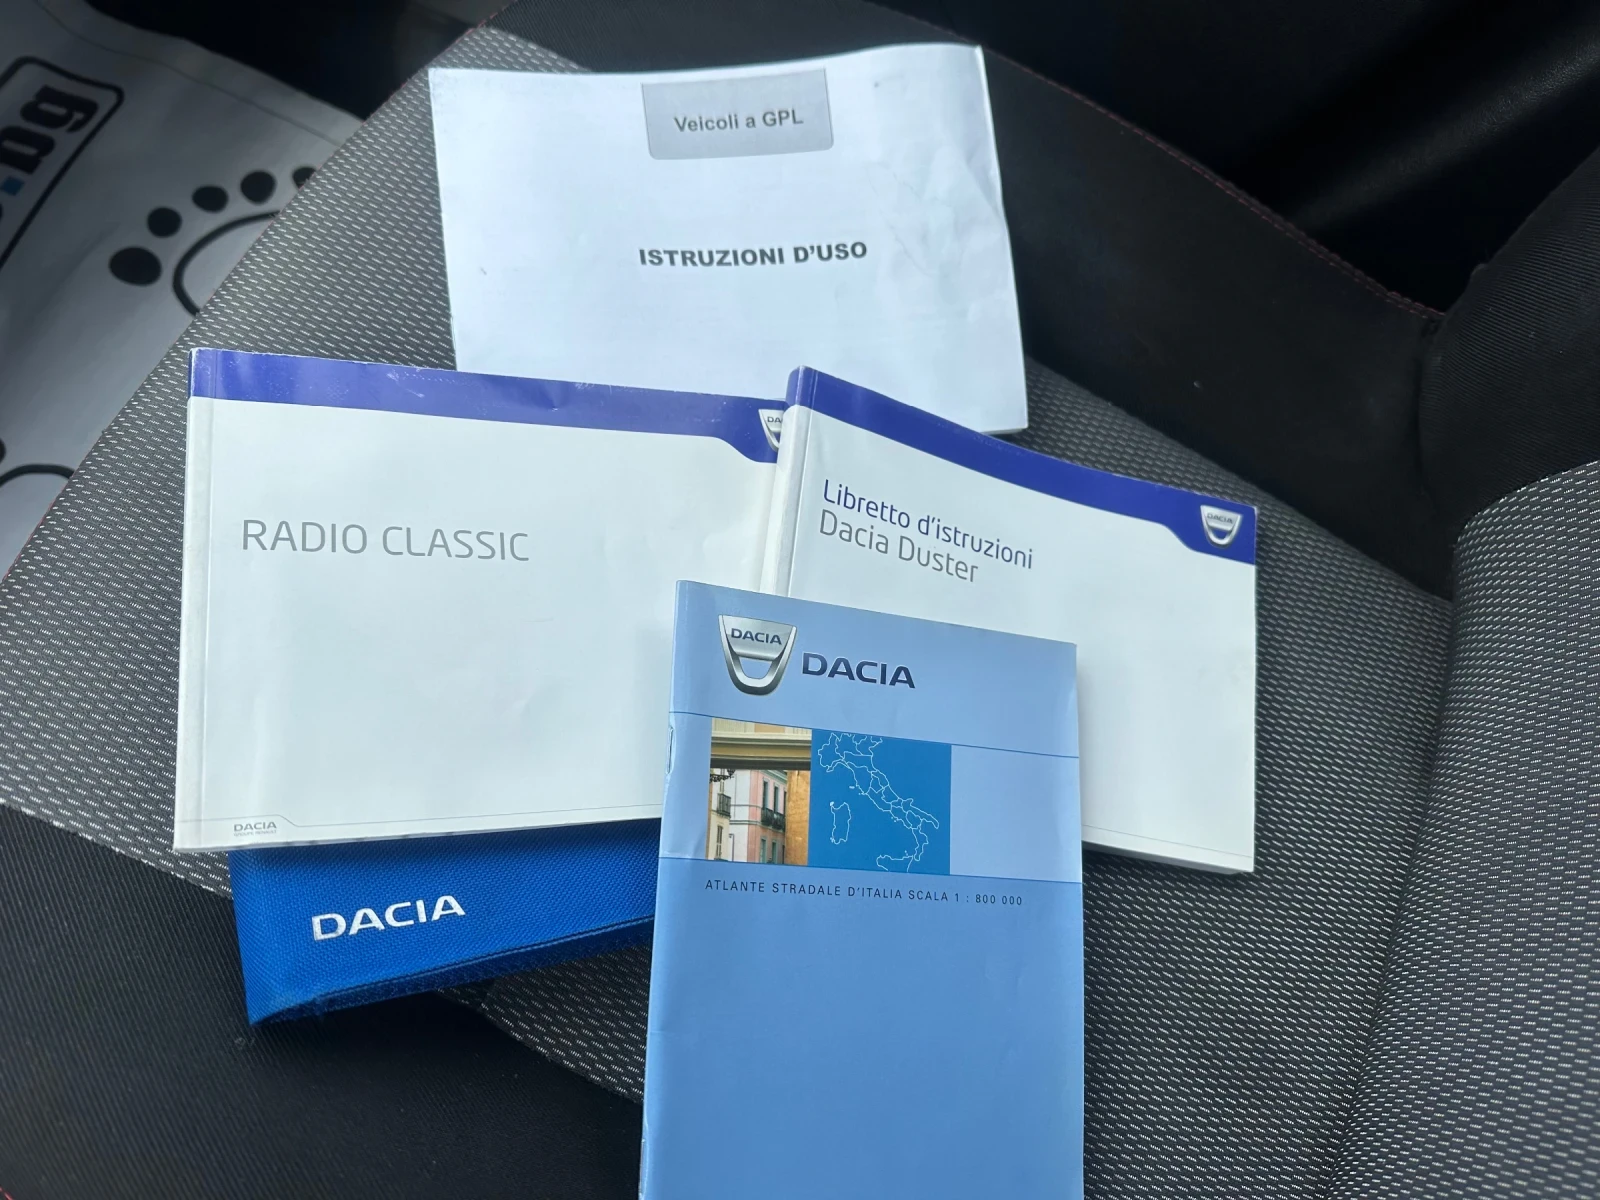 .bg
Veicoli a GPL
ISTRUZIONI D'USO
RADIO CLASSIC
DACIA
Libretto d'istruzioni
Dacia Duster
DACIA
DACIA
DACIA
ATLANTE STRADALE D'ITALIA SCALA 1 : 800 000
DACIA